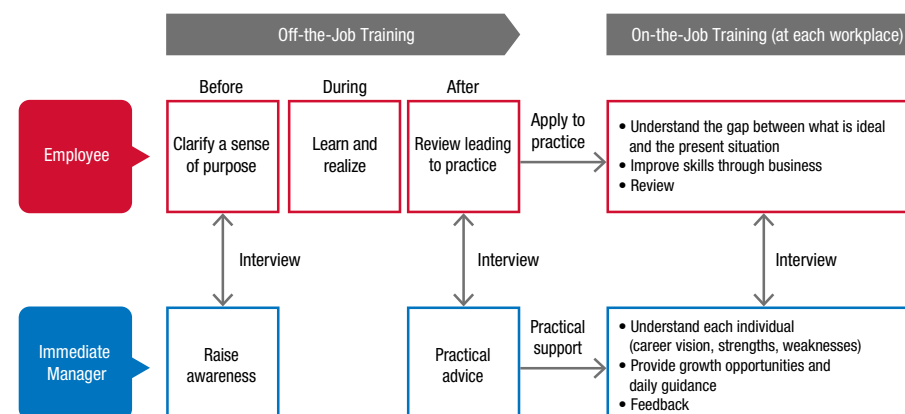 Off-the-Job Training
On-the-Job Training (at each workplace)
Before
During
After
Employee
Clarify a sense
of purpose
Learn and
realize
Review leading
to practice
Apply to
practice
• Understand the gap between what is ideal
and the present situation
• Improve skills through business
• Review
Interview
Interview
Interview
Immediate
Manager
Raise
awareness
Practical
advice
Practical
support
• Understand each individual
(career vision, strengths, weaknesses)
• Provide growth opportunities and
daily guidance
• Feedback